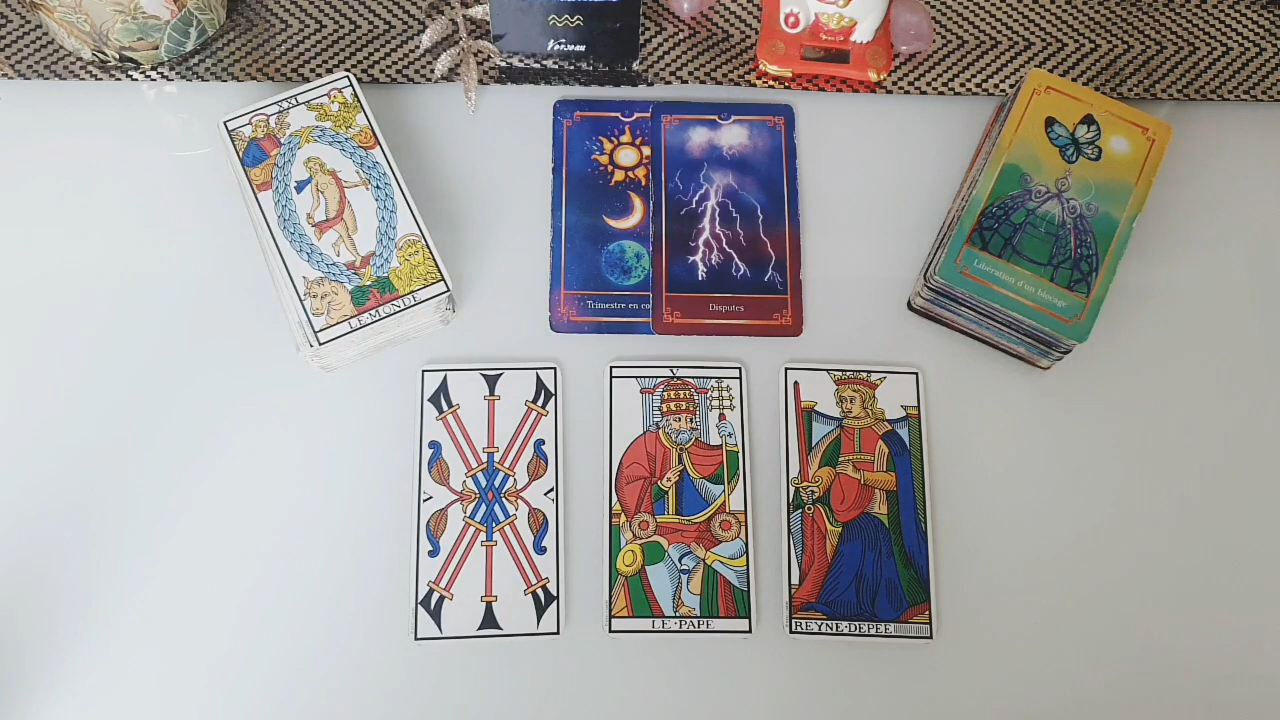 Verseau
XXI
LE·MONDE
Trimestre en co
Disputes
Libération d'un blocage
V
V
V
LE·PAPE
REYNE·DEPEE